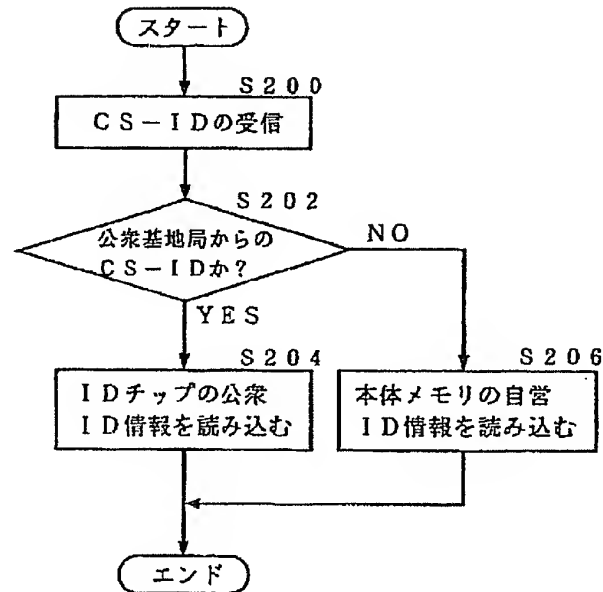 スタート
S200
CS-IDの受信
S202
公衆基地局からの
CS-IDか?
NO
YES
S204
IDチップの公衆
ID情報を読み込む
S206
本体メモリの自営
ID情報を読み込む
エンド